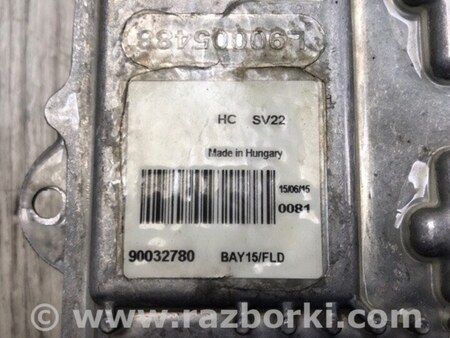 L90005488
HC SV22
Made in Hungary
15/06/15
0081
90032780 BAY15/FLD
© www.razborki.com